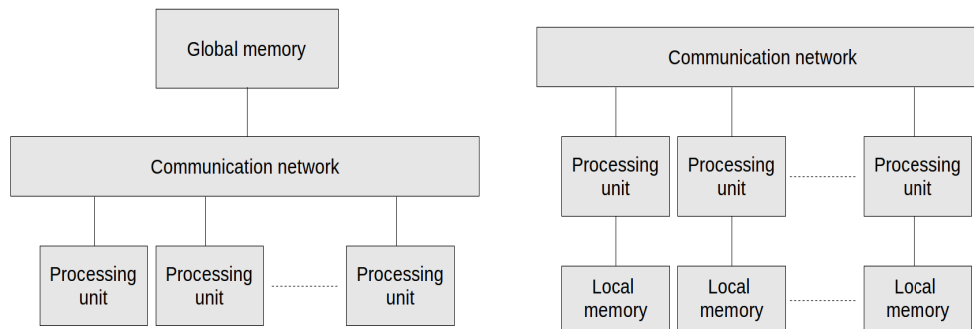 Global memory
Communication network
Processing
unit
Processing
unit
Processing
unit
Communication network
Processing
unit
Processing
unit
Processing
unit
Local
memory
Local
memory
Local
memory